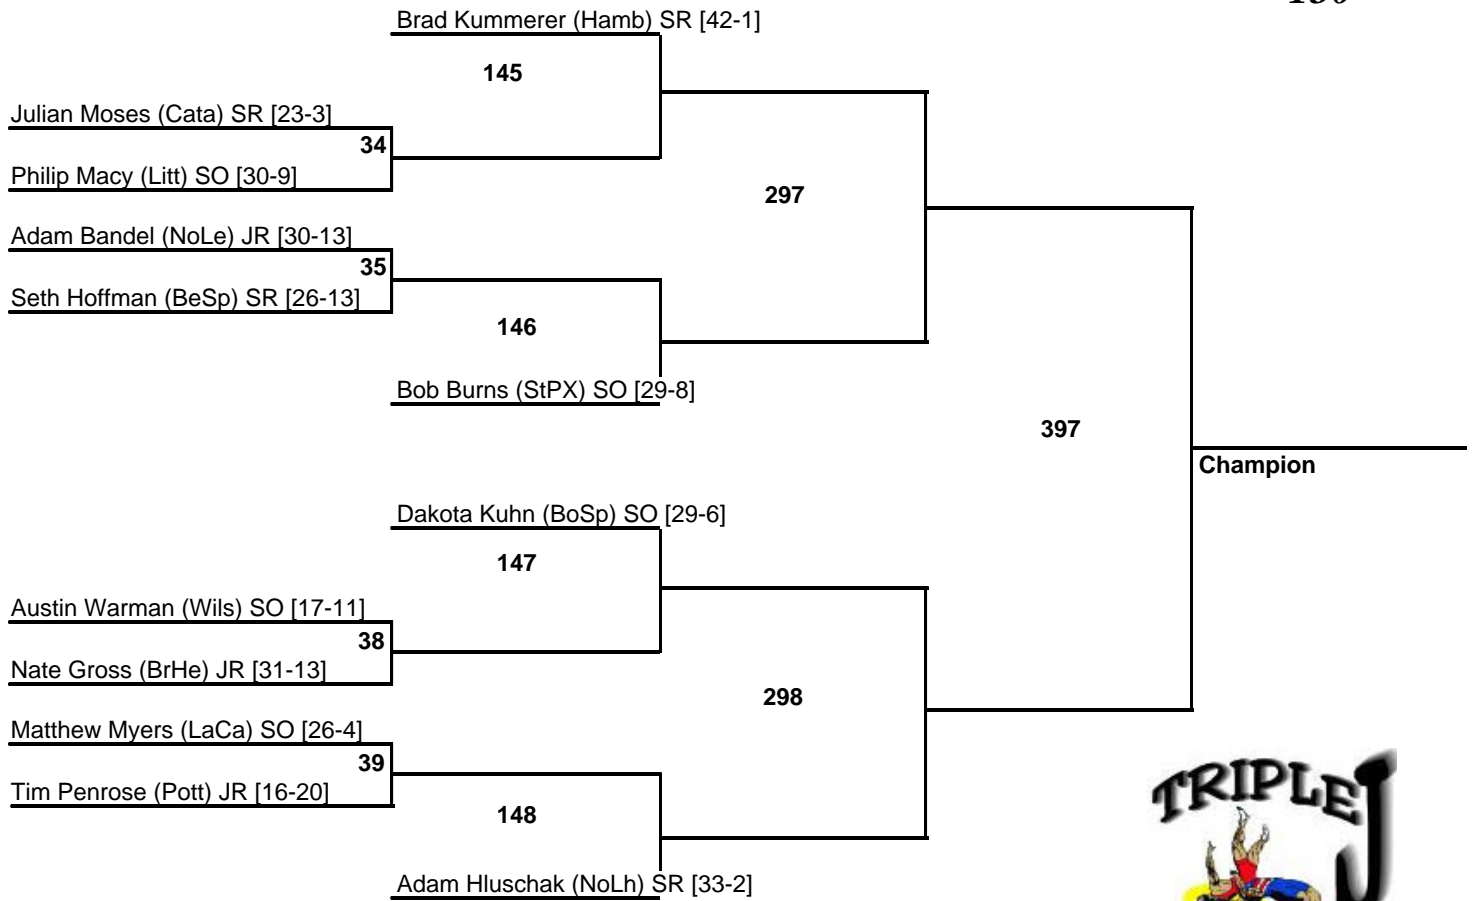 Brad Kummerer (Hamb) SR [42-1]
145
Julian Moses (Cata) SR [23-3]
34
Philip Macy (Litt) SO [30-9]
297
Adam Bandel (NoLe) JR [30-13]
35
Seth Hoffman (BeSp) SR [26-13]
146
Bob Burns (StPX) SO [29-8]
397
Champion
Dakota Kuhn (BoSp) SO [29-6]
147
Austin Warman (Wils) SO [17-11]
38
Nate Gross (BrHe) JR [31-13]
298
Matthew Myers (LaCa) SO [26-4]
39
Tim Penrose (Pott) JR [16-20]
148
Adam Hluschak (NoLh) SR [33-2]
TRIPLE J